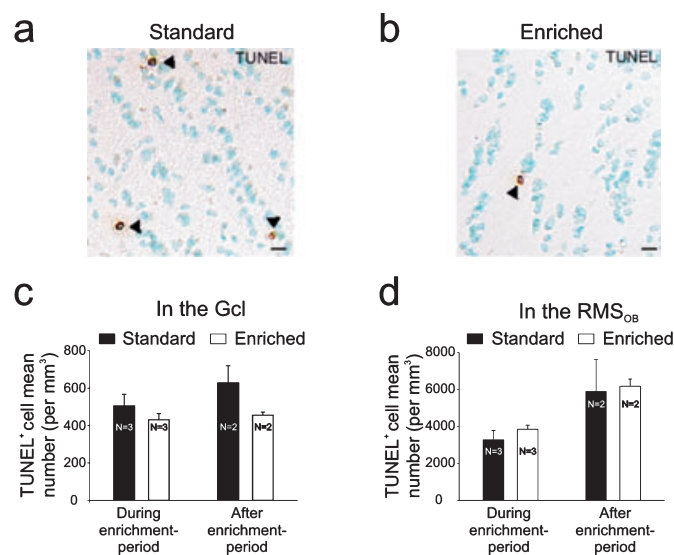 a
Standard
TUNEL
b
Enriched
TUNEL
c
In the Gcl
Standard
Enriched
TUNEL⁺ cell mean
number (per mm³)
800
600
400
200
0
N=3
N=3
N=2
N=2
During
enrichment-
period
After
enrichment-
period
d
In the RMS_OB
Standard
Enriched
TUNEL⁺ cell mean
number (per mm³)
8000
6000
4000
2000
0
N=3
N=3
N=2
N=2
During
enrichment-
period
After
enrichment-
period